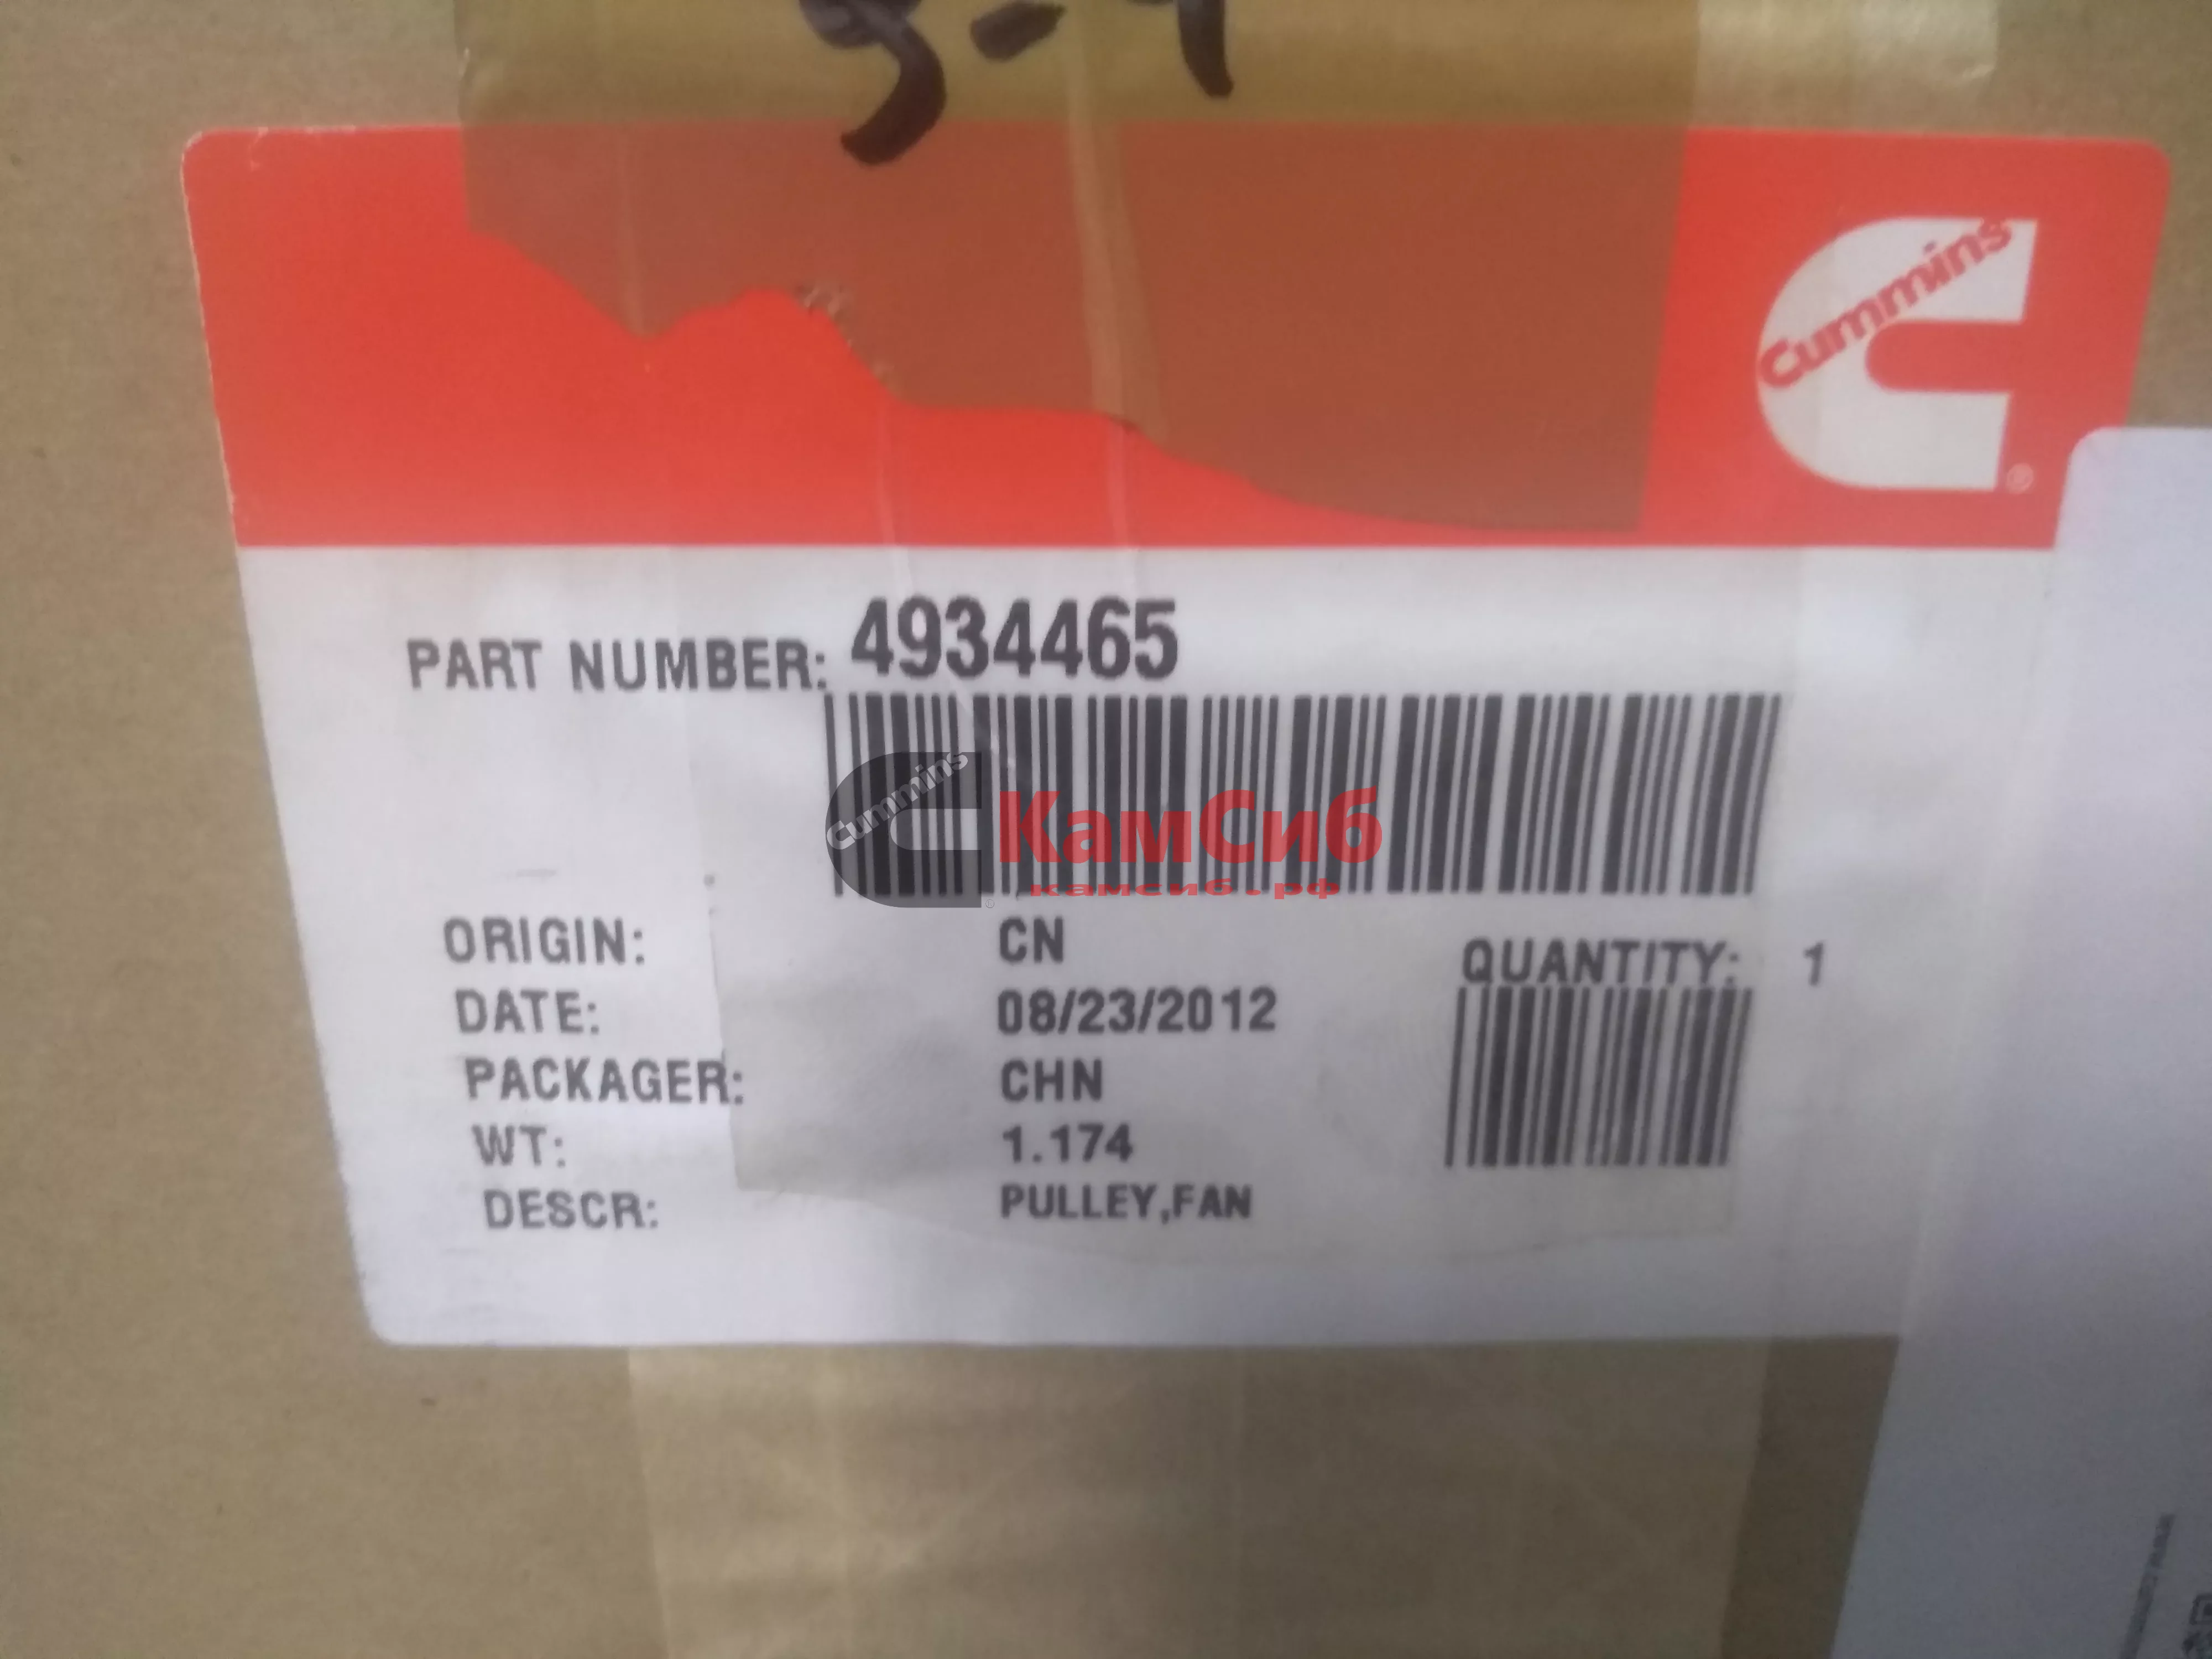 Cummins
®
PART NUMBER: 4934465
Cummins
КамСиб
камсиб.рф
ORIGIN: CN
QUANTITY: 1
DATE: 08/23/2012
PACKAGER: CHN
WT: 1.174
DESCR: PULLEY,FAN